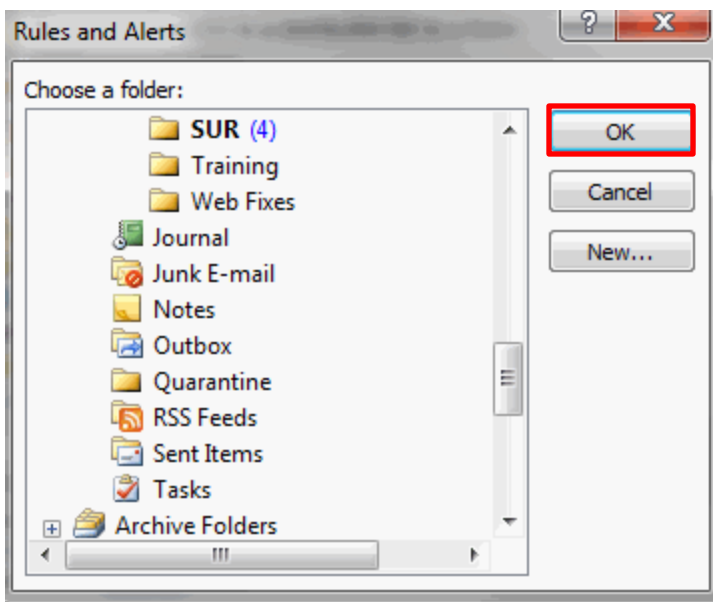 Rules and Alerts
?
X
Choose a folder:
SUR (4)
OK
Training
Cancel
Web Fixes
Journal
New...
Junk E-mail
Notes
Outbox
Quarantine
RSS Feeds
Sent Items
Tasks
Archive Folders